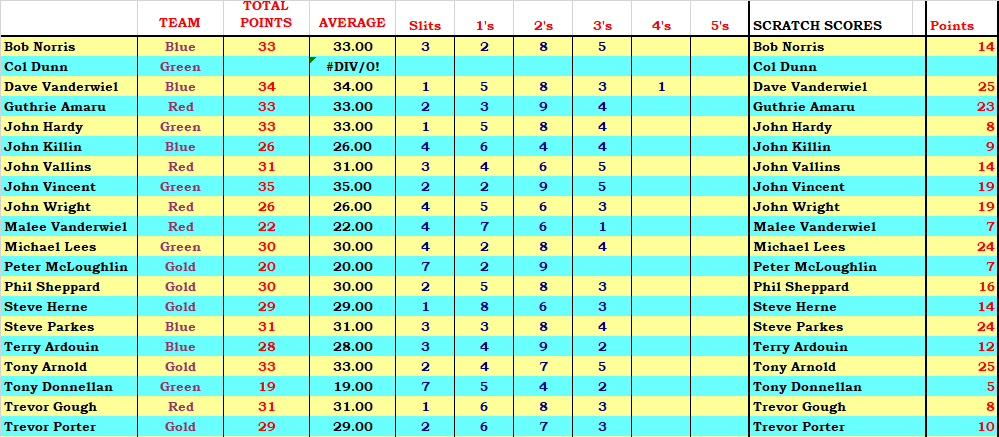 TEAM TOTAL POINTS AVERAGE Slits 1's 2's 3's 4's 5's SCRATCH SCORES Points
Bob Norris Blue 33 33.00 3 2 8 5 Bob Norris 14
Col Dunn Green #DIV/0! Col Dunn
Dave Vanderwiel Blue 34 34.00 1 5 8 3 1 Dave Vanderwiel 25
Guthrie Amaru Red 33 33.00 2 3 9 4 Guthrie Amaru 23
John Hardy Green 33 33.00 1 5 8 4 John Hardy 8
John Killin Blue 26 26.00 4 6 4 4 John Killin 9
John Vallins Red 31 31.00 3 4 6 5 John Vallins 14
John Vincent Green 35 35.00 2 2 9 5 John Vincent 19
John Wright Red 26 26.00 4 5 6 3 John Wright 19
Malee Vanderwiel Red 22 22.00 4 7 6 1 Malee Vanderwiel 7
Michael Lees Green 30 30.00 4 2 8 4 Michael Lees 24
Peter McLoughlin Gold 20 20.00 7 2 9 Peter McLoughlin 7
Phil Sheppard Gold 30 30.00 2 5 8 3 Phil Sheppard 16
Steve Herne Gold 29 29.00 1 8 6 3 Steve Herne 14
Steve Parkes Blue 31 31.00 3 3 8 4 Steve Parkes 24
Terry Ardouin Blue 28 28.00 3 4 9 2 Terry Ardouin 12
Tony Arnold Gold 33 33.00 2 4 7 5 Tony Arnold 25
Tony Donnellan Green 19 19.00 7 5 4 2 Tony Donnellan 5
Trevor Gough Red 31 31.00 1 6 8 3 Trevor Gough 8
Trevor Porter Gold 29 29.00 2 6 7 3 Trevor Porter 10